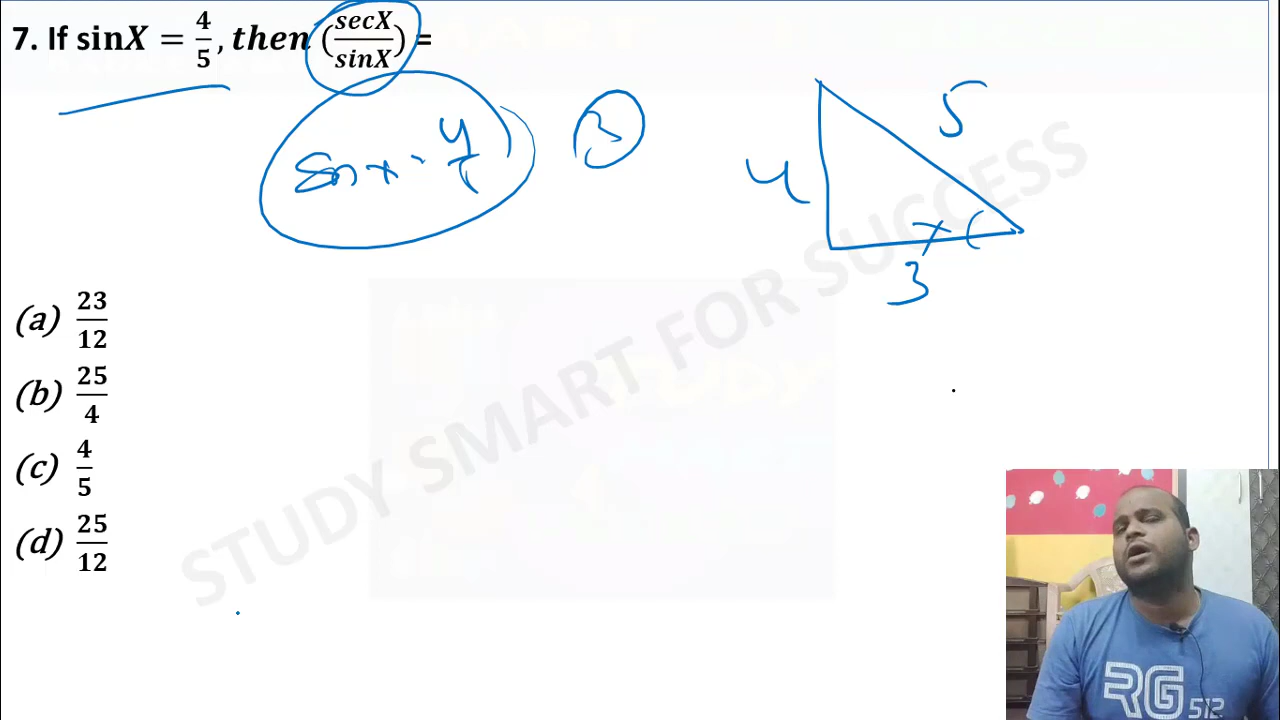 7. If sinX = 4/5, then (secX/sinX) =
sin x = 4/5
3
4
5
x
3
(a) 23/12
(b) 25/4
(c) 4/5
(d) 25/12
STUDY SMART FOR SUCCESS
RG 512